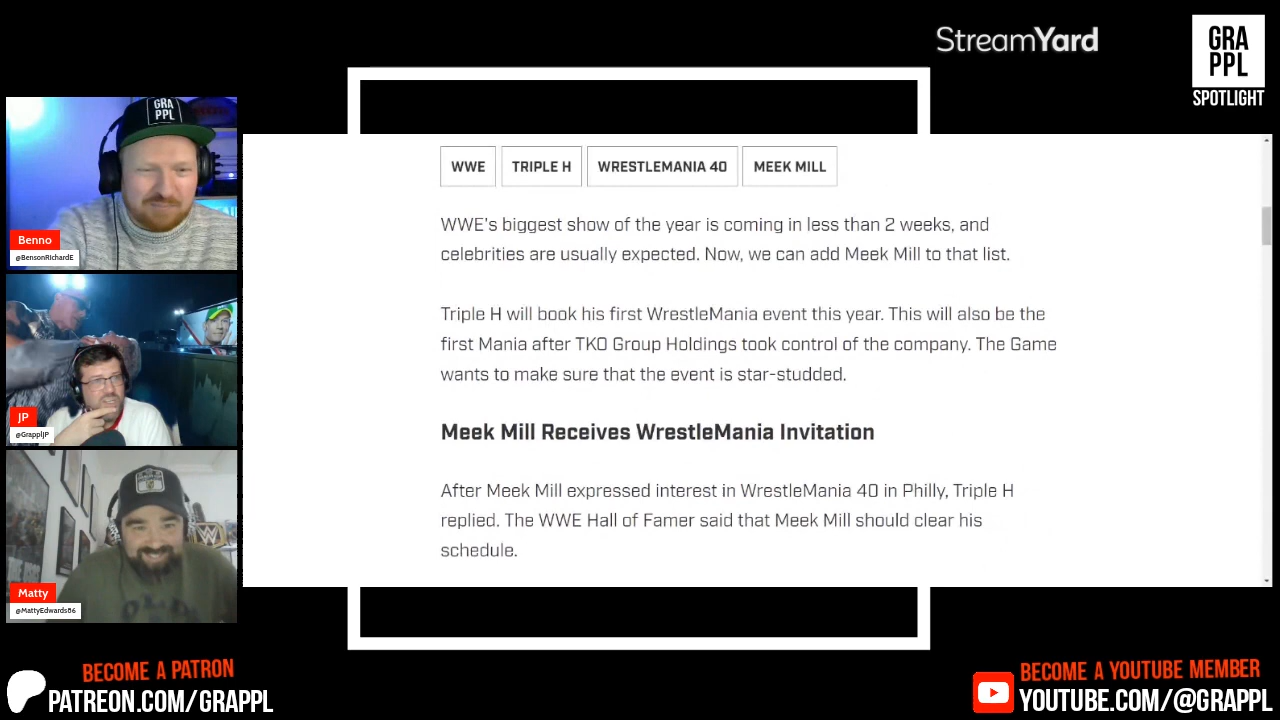 StreamYard
GRA
PPL
SPOTLIGHT
GRA
PPL
Benno
@BensonRichardE
JP
@GrapplJP
Matty
@MattyEdwards86
WWE
TRIPLE H
WRESTLEMANIA 40
MEEK MILL
WWE's biggest show of the year is coming in less than 2 weeks, and
celebrities are usually expected. Now, we can add Meek Mill to that list.
Triple H will book his first WrestleMania event this year. This will also be the
first Mania after TKO Group Holdings took control of the company. The Game
wants to make sure that the event is star-studded.
Meek Mill Receives WrestleMania Invitation
After Meek Mill expressed interest in WrestleMania 40 in Philly, Triple H
replied. The WWE Hall of Famer said that Meek Mill should clear his
schedule.
BECOME A PATRON
PATREON.COM/GRAPPL
BECOME A YOUTUBE MEMBER
YOUTUBE.COM/@GRAPPL